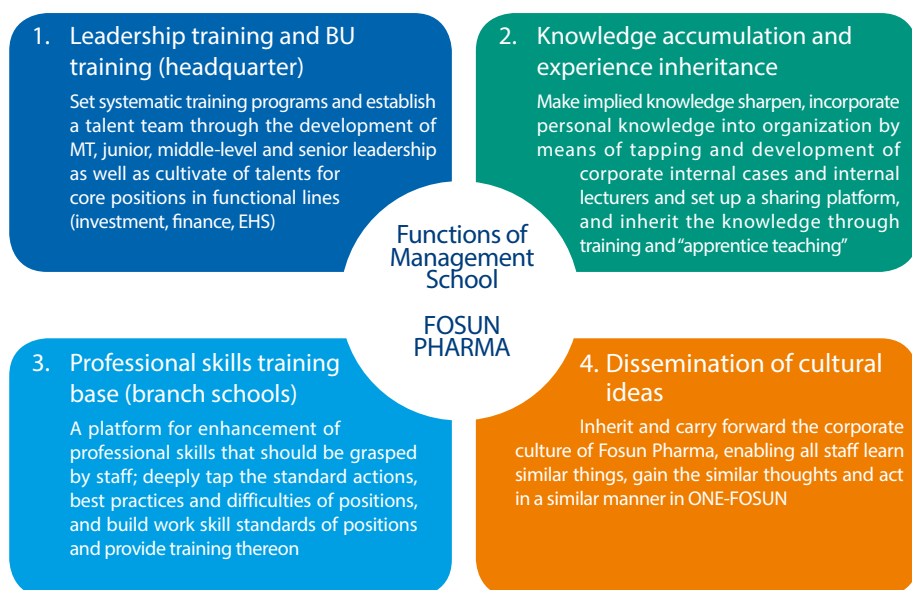 1. Leadership training and BU
training (headquarter)
Set systematic training programs and establish
a talent team through the development of
MT, junior, middle-level and senior leadership
as well as cultivate of talents for
core positions in functional lines
(investment, finance, EHS)
2. Knowledge accumulation and
experience inheritance
Make implied knowledge sharpen, incorporate
personal knowledge into organization by
means of tapping and development of
corporate internal cases and internal
lecturers and set up a sharing platform,
and inherit the knowledge through
training and "apprentice teaching"
Functions of
Management
School
FOSUN
PHARMA
3. Professional skills training
base (branch schools)
A platform for enhancement of
professional skills that should be grasped
by staff; deeply tap the standard actions,
best practices and difficulties of positions,
and build work skill standards of positions
and provide training thereon
4. Dissemination of cultural
ideas
Inherit and carry forward the corporate
culture of Fosun Pharma, enabling all staff learn
similar things, gain the similar thoughts and act
in a similar manner in ONE-FOSUN